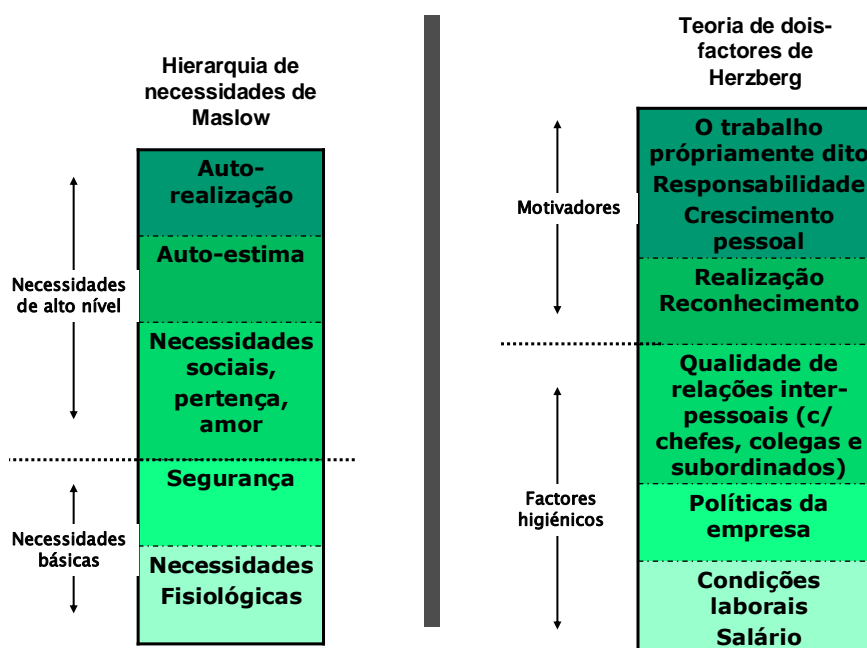 Hierarquia de
necessidades de
Maslow
Auto-
realização
Auto-estima
Necessidades
sociais,
pertença,
amor
Segurança
Necessidades
Fisiológicas
Necessidades
de alto nível
Necessidades
básicas
Teoria de dois-
factores de
Herzberg
O trabalho
própriamente dito
Responsabilidade
Crescimento
pessoal
Realização
Reconhecimento
Qualidade de
relações inter-
pessoais (c/
chefes, colegas e
subordinados)
Políticas da
empresa
Condições
laborais
Salário
Motivadores
Factores
higiénicos